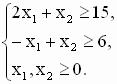 2x₁ + x₂ ≥ 15,
−x₁ + x₂ ≥ 6,
x₁, x₂ ≥ 0.